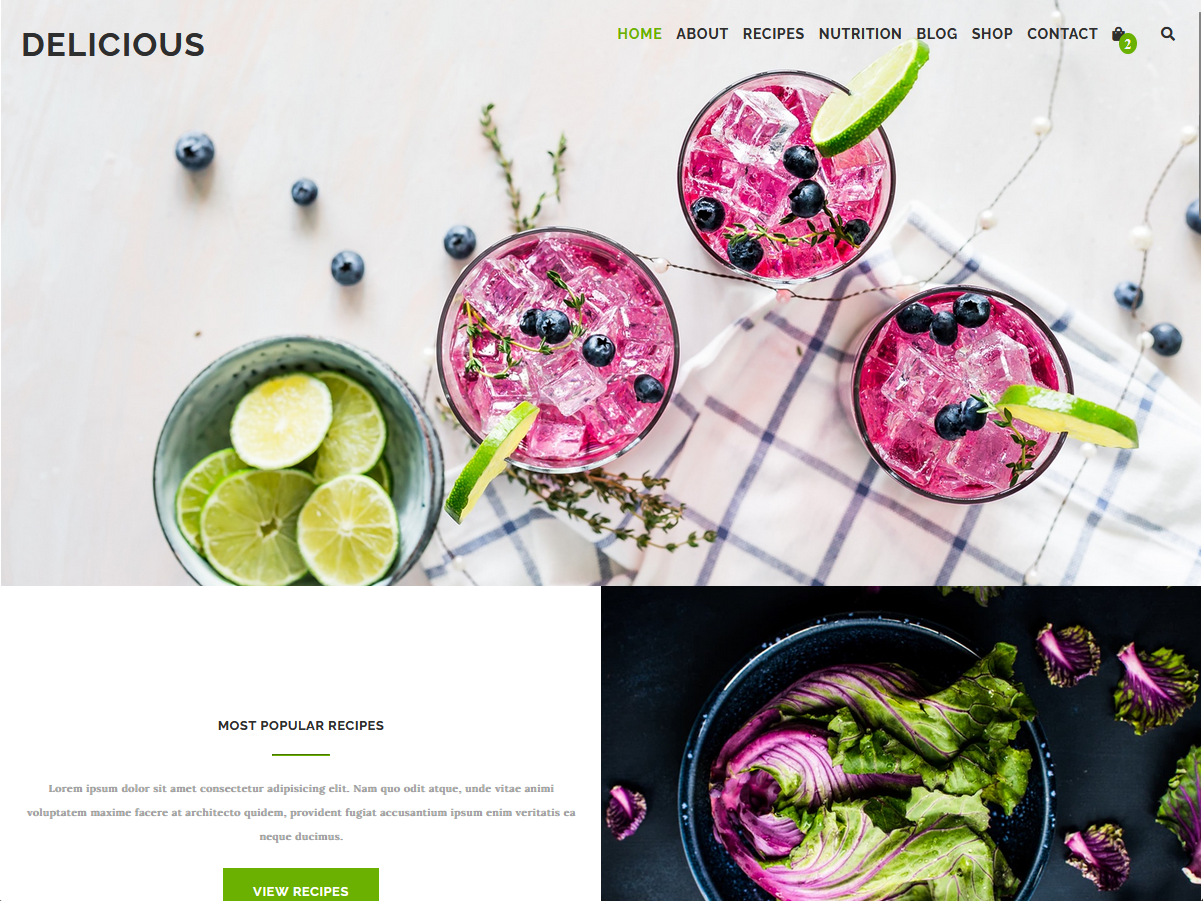 DELICIOUS
HOME ABOUT RECIPES NUTRITION BLOG SHOP CONTACT 2
MOST POPULAR RECIPES
Lorem ipsum dolor sit amet consectetur adipisicing elit. Nam quo odit atque, unde vitae animi
voluptatem maxime facere at architecto quidem, provident fugiat accusantium ipsum enim veritatis ea
neque ducimus.
VIEW RECIPES